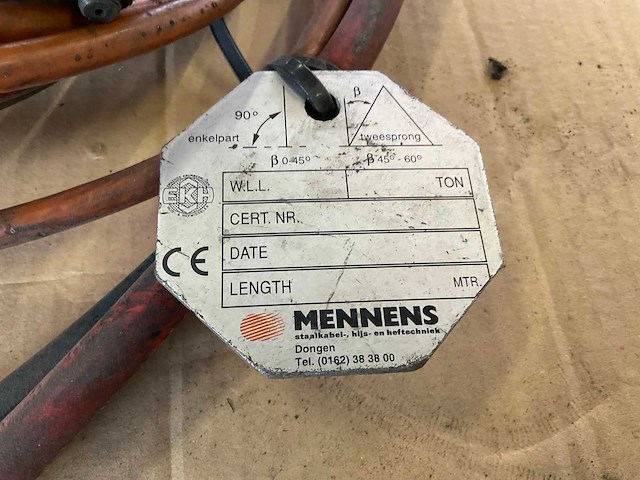 90° β
enkelpart tweesprong
β 0-45° β 45°-60°
W.L.L. TON
EKH
CERT. NR.
CE DATE
LENGTH MTR.
MENNENS
staalkabel-, hijs- en heftechniek
Dongen
Tel. (0162) 38 38 00